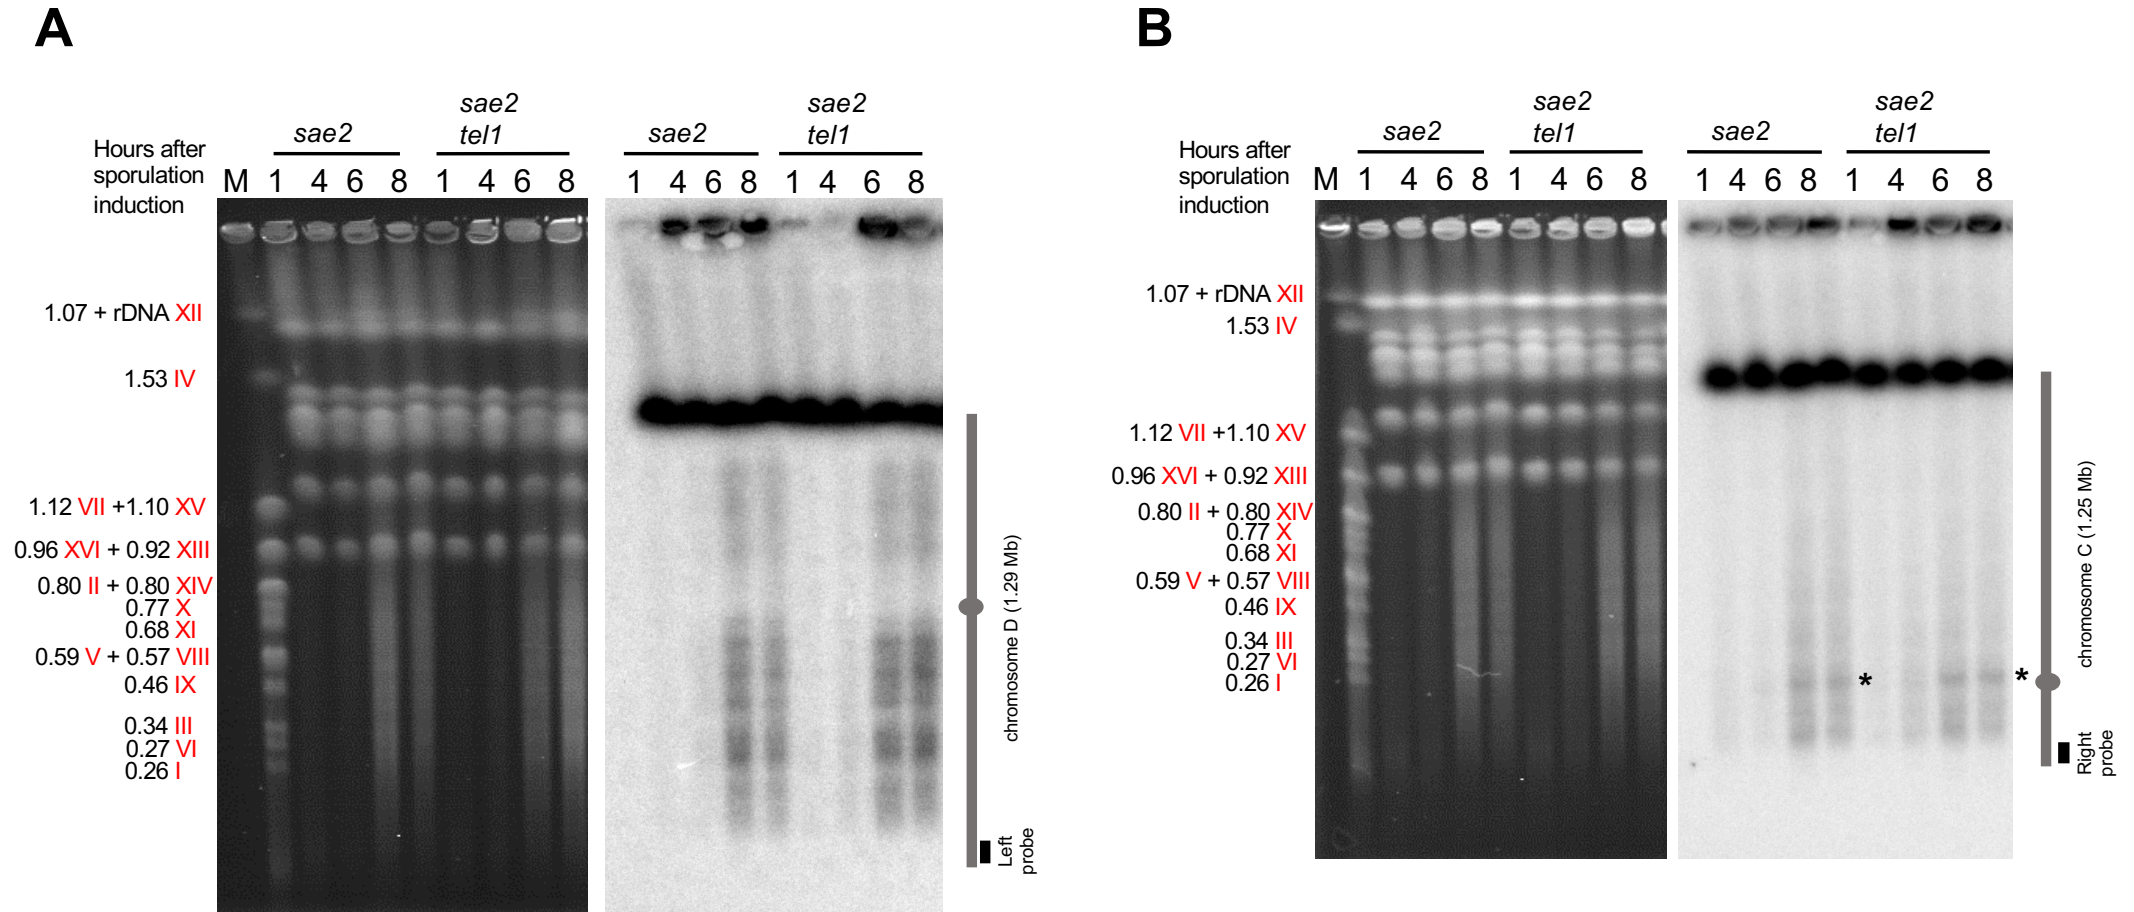 A
sae2
sae2
tel1
sae2
sae2
tel1
Hours after
sporulation
induction
M 1 4 6 8 1 4 6 8
1 4 6 8 1 4 6 8
1.07 + rDNA XII
1.53 IV
1.12 VII +1.10 XV
0.96 XVI + 0.92 XIII
0.80 II + 0.80 XIV
0.77 X
0.68 XI
0.59 V + 0.57 VIII
0.46 IX
0.34 III
0.27 VI
0.26 I
chromosome D (1.29 Mb)
Left
probe
B
sae2
sae2
tel1
sae2
sae2
tel1
Hours after
sporulation
induction
M 1 4 6 8 1 4 6 8
1 4 6 8 1 4 6 8
1.07 + rDNA XII
1.53 IV
1.12 VII +1.10 XV
0.96 XVI + 0.92 XIII
0.80 II + 0.80 XIV
0.77 X
0.68 XI
0.59 V + 0.57 VIII
0.46 IX
0.34 III
0.27 VI
0.26 I
* *
chromosome C (1.25 Mb)
Right
probe